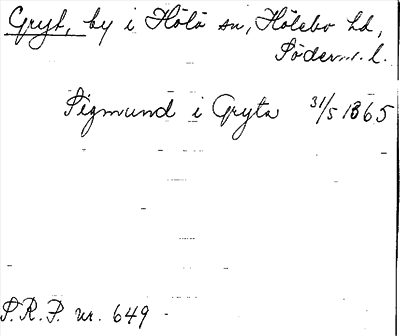 Gryt, by i Hölö sn, Hölebo hd,
Söderm. l.
Sigmund i Gryta 31/5 1365
S.R.P. nr. 649